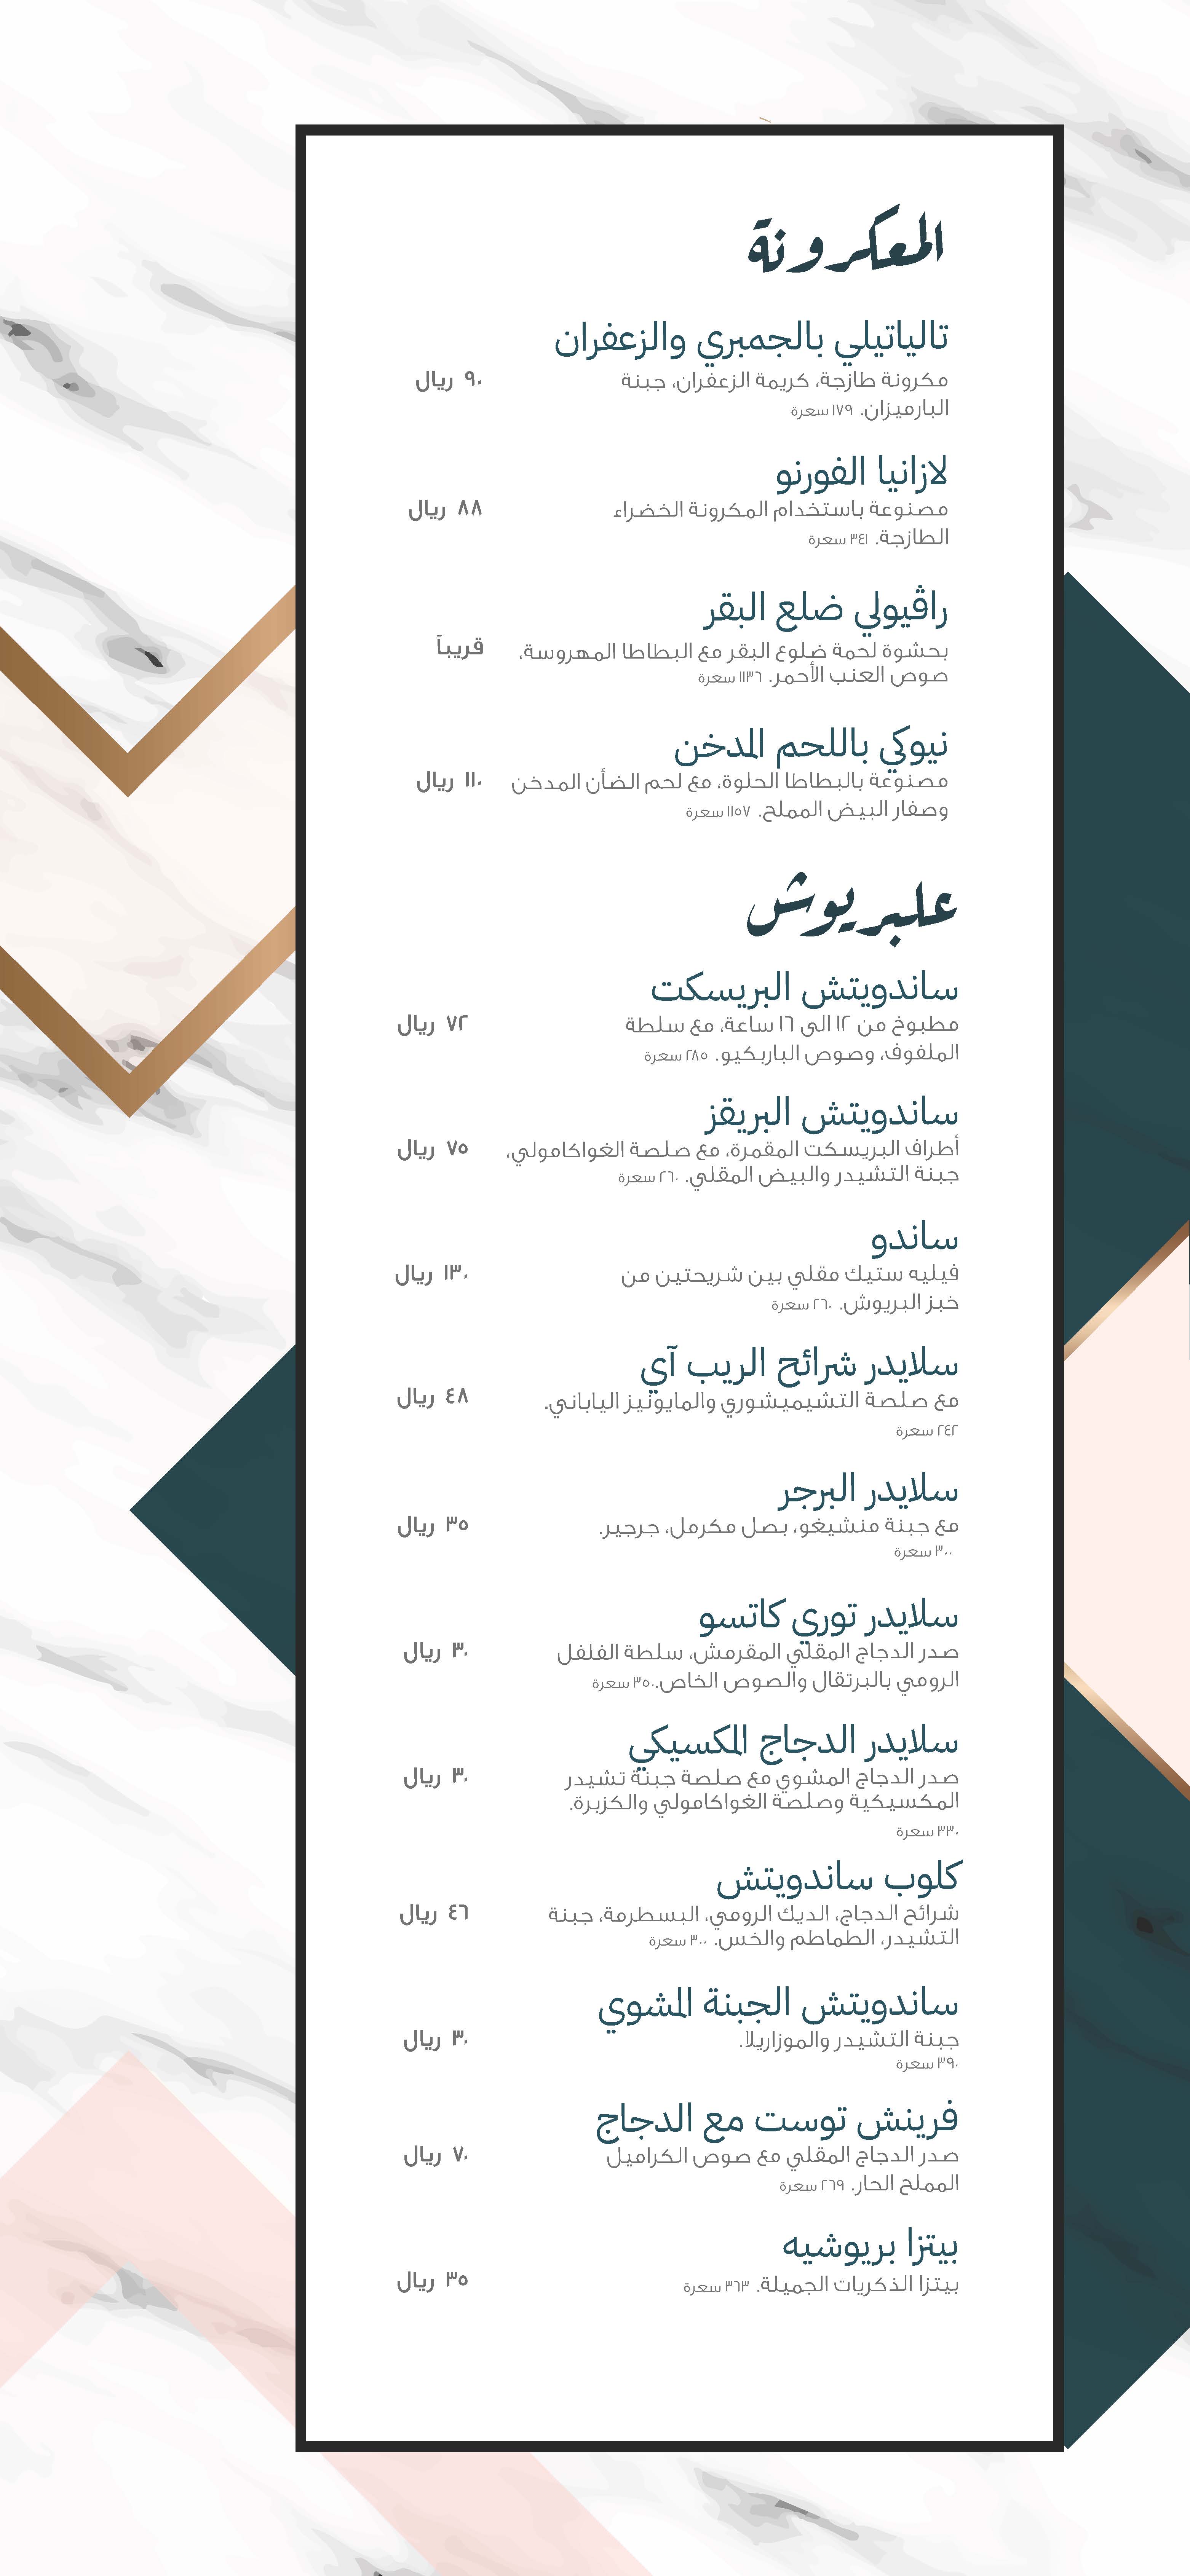 المعكرونة
تالياتيلي بالجمبري والزعفران
مكرونة طازجة، كريمة الزعفران، جبنة
٩٠ ريال
البارميزان. ١٧٩ سعرة
لازانيا الفورنو
مصنوعة باستخدام المكرونة الخضراء
٨٨ ريال
الطازجة. ٣٤١ سعرة
راڤيولي ضلع البقر
بحشوة لحمة ضلوع البقر مع البطاطا المهروسة،
قريباً
صوص العنب الأحمر. ١١٣٦ سعرة
نيوكي باللحم المدخن
مصنوعة بالبطاطا الحلوة، مع لحم الضأن المدخن
١١٠ ريال
وصفار البيض المملح. ١١٥٧ سعرة
علبريوش
ساندويتش البريسكت
مطبوخ من ١٢ الى ١٦ ساعة، مع سلطة
٧٢ ريال
الملفوف، وصوص الباربكيو. ٢٨٥ سعرة
ساندويتش البريقز
أطراف البريسكت المقمرة، مع صلصة الغواكامولي،
٧٥ ريال
جبنة التشيدر والبيض المقلي. ٢٦٠ سعرة
ساندو
فيليه ستيك مقلي بين شريحتين من
١٣٠ ريال
خبز البريوش. ٢٦٠ سعرة
سلايدر شرائح الريب آي
مع صلصة التشيميشوري والمايونيز الياباني.
٤٨ ريال
٢٤٢ سعرة
سلايدر البرجر
مع جبنة منشيغو، بصل مكرمل، جرجير.
٣٥ ريال
٣٠٠ سعرة
سلايدر توري كاتسو
صدر الدجاج المقلي المقرمش، سلطة الفلفل
٣٠ ريال
الرومي بالبرتقال والصوص الخاص.٣٥٠ سعرة
سلايدر الدجاج المكسيكي
صدر الدجاج المشوي مع صلصة جبنة تشيدر
٣٠ ريال
المكسيكية وصلصة الغواكامولي والكزبرة.
٣٣٠ سعرة
كلوب ساندويتش
شرائح الدجاج، الديك الرومي، البسطرمة، جبنة
٤٦ ريال
التشيدر، الطماطم والخس. ٣٠٠ سعرة
ساندويتش الجبنة المشوي
جبنة التشيدر والموزاريلا.
٣٠ ريال
٣٩٠ سعرة
فرينش توست مع الدجاج
صدر الدجاج المقلي مع صوص الكراميل
٧٠ ريال
المملح الحار. ٢٦٩ سعرة
بيتزا بريوشيه
بيتزا الذكريات الجميلة. ٣٦٣ سعرة
٣٥ ريال